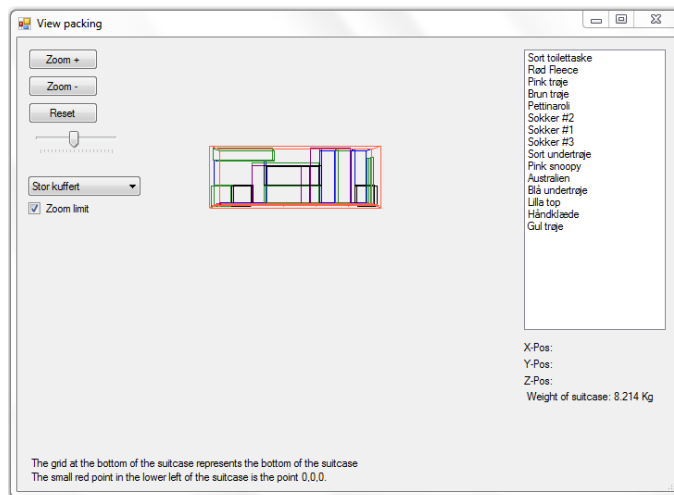 View packing
Zoom +
Zoom -
Reset
Stor kuffert
Zoom limit
Sort toilettaske
Rød Fleece
Pink trøje
Brun trøje
Pettinaroli
Sokker #2
Sokker #1
Sokker #3
Sort undertrøje
Pink snoopy
Australien
Blå undertrøje
Lilla top
Håndklæde
Gul trøje
X-Pos:
Y-Pos:
Z-Pos:
Weight of suitcase: 8.214 Kg
The grid at the bottom of the suitcase represents the bottom of the suitcase
The small red point in the lower left of the suitcase is the point 0,0,0.